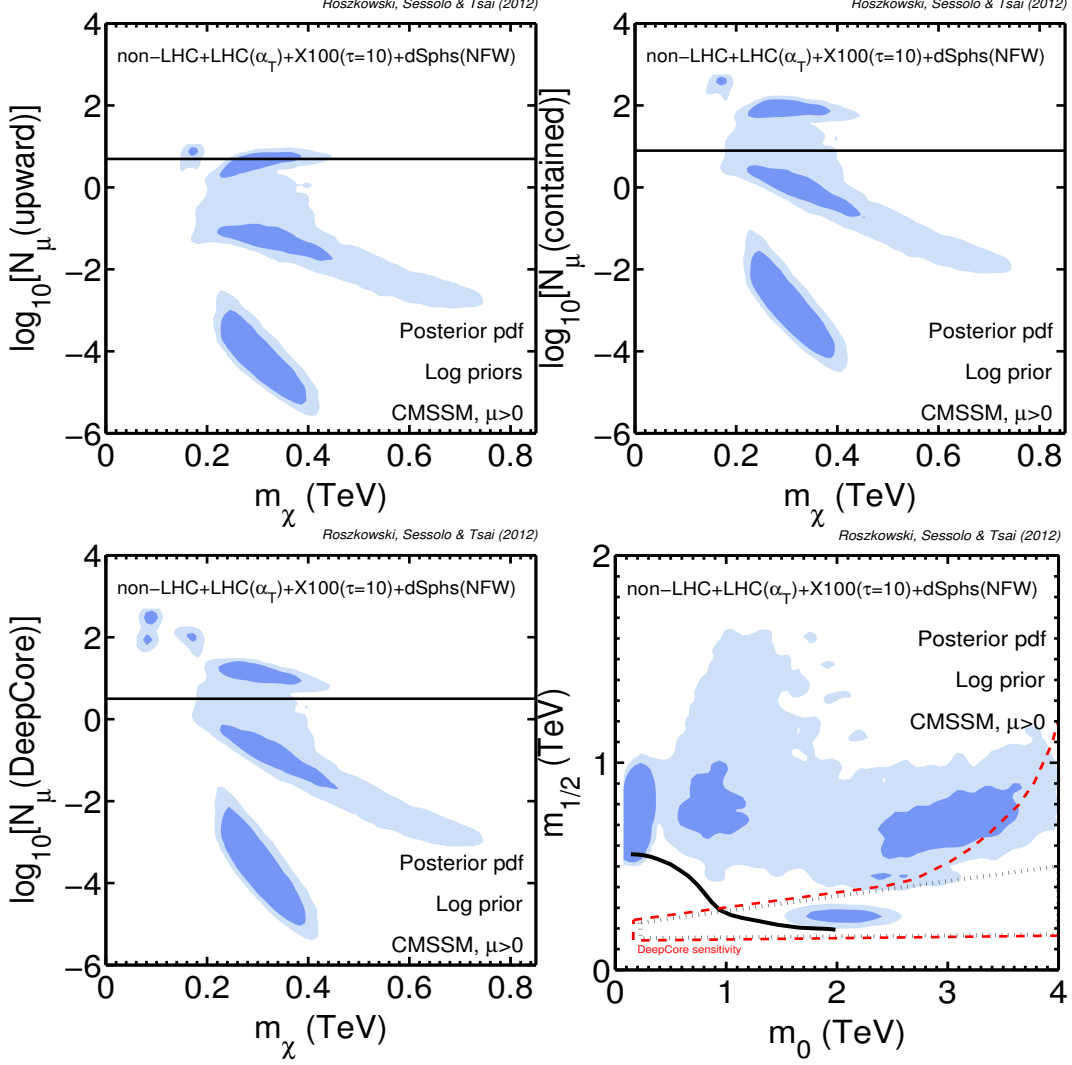 Roszkowski, Sessolo & Tsai (2012)
non−LHC+LHC(α_T)+X100(τ=10)+dSphs(NFW)
log₁₀[N_μ(upward)]
4
2
0
−2
−4
−6
Posterior pdf
Log priors
CMSSM, μ>0
0
0.2
0.4
0.6
0.8
m_χ (TeV)
Roszkowski, Sessolo & Tsai (2012)
non−LHC+LHC(α_T)+X100(τ=10)+dSphs(NFW)
log₁₀[N_μ(contained)]
4
2
0
−2
−4
−6
Posterior pdf
Log prior
CMSSM, μ>0
0
0.2
0.4
0.6
0.8
m_χ (TeV)
Roszkowski, Sessolo & Tsai (2012)
non−LHC+LHC(α_T)+X100(τ=10)+dSphs(NFW)
log₁₀[N_μ(DeepCore)]
4
2
0
−2
−4
−6
Posterior pdf
Log prior
CMSSM, μ>0
0
0.2
0.4
0.6
0.8
m_χ (TeV)
Roszkowski, Sessolo & Tsai (2012)
non−LHC+LHC(α_T)+X100(τ=10)+dSphs(NFW)
m_1/2 (TeV)
2
1
0
Posterior pdf
Log prior
CMSSM, μ>0
DeepCore sensitivity
0
1
2
3
4
m_0 (TeV)